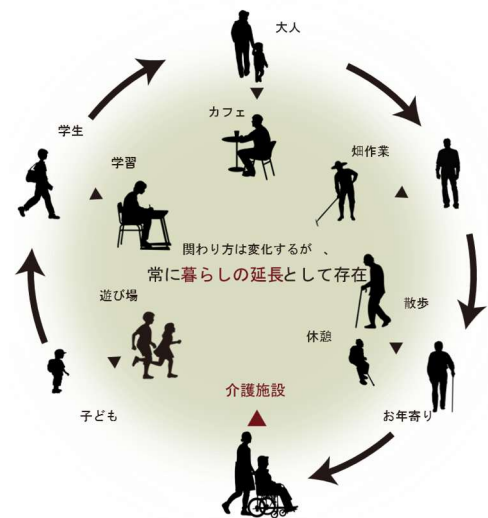 大人
カフェ
学生
学習
畑作業
関わり方は変化するが 、
常に暮らしの延長として存在
遊び場
散歩
休憩
介護施設
子ども
お年寄り